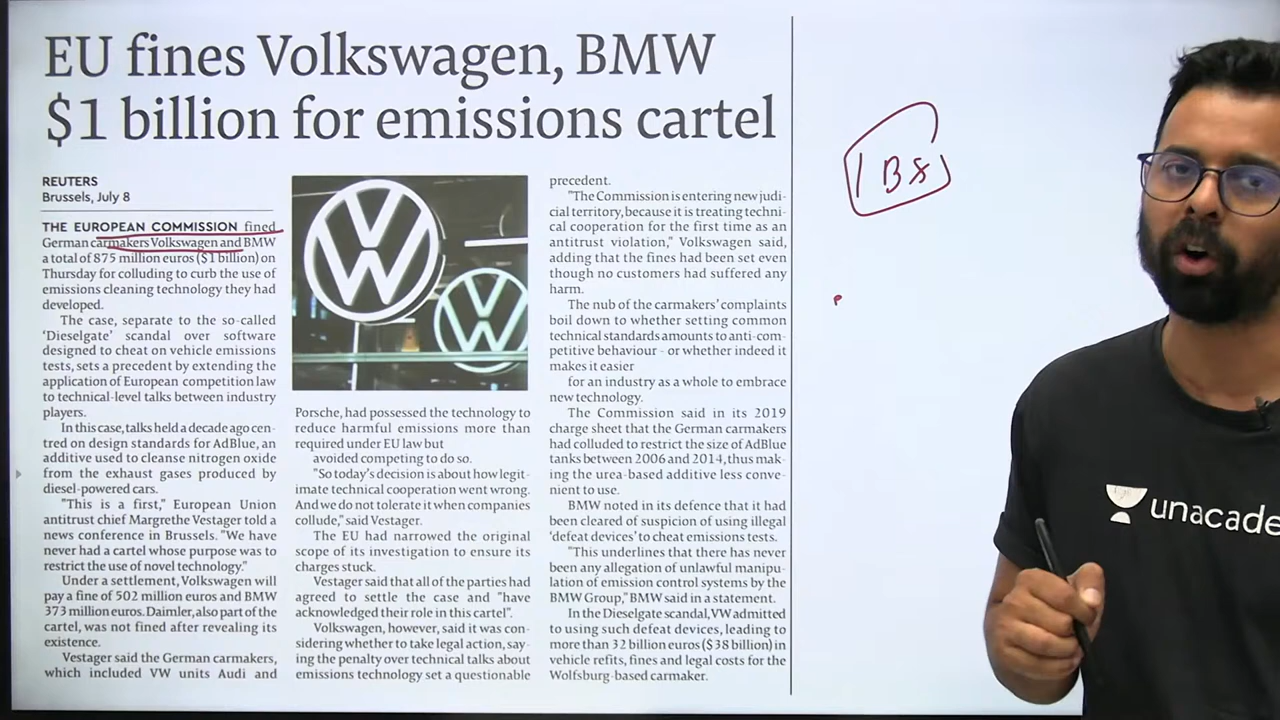 EU fines Volkswagen, BMW
$1 billion for emissions cartel
REUTERS
Brussels, July 8
THE EUROPEAN COMMISSION fined
German carmakers Volkswagen and BMW
a total of 875 million euros ($1 billion) on
Thursday for colluding to curb the use of
emissions cleaning technology they had
developed.
The case, separate to the so-called
'Dieselgate' scandal over software
designed to cheat on vehicle emissions
tests, sets a precedent by extending the
application of European competition law
to technical-level talks between industry
players.
In this case, talks held a decade ago cen-
tred on design standards for AdBlue, an
additive used to cleanse nitrogen oxide
from the exhaust gases produced by
diesel-powered cars.
"This is a first," European Union
antitrust chief Margrethe Vestager told a
news conference in Brussels. "We have
never had a cartel whose purpose was to
restrict the use of novel technology."
Under a settlement, Volkswagen will
pay a fine of 502 million euros and BMW
373 million euros. Daimler, also part of the
cartel, was not fined after revealing its
existence.
Vestager said the German carmakers,
which included VW units Audi and
Porsche, had possessed the technology to
reduce harmful emissions more than
required under EU law but
avoided competing to do so.
"So today's decision is about how legit-
imate technical cooperation went wrong.
And we do not tolerate it when companies
collude," said Vestager.
The EU had narrowed the original
scope of its investigation to ensure its
charges stuck.
Vestager said that all of the parties had
agreed to settle the case and "have
acknowledged their role in this cartel".
Volkswagen, however, said it was con-
sidering whether to take legal action, say-
ing the penalty over technical talks about
emissions technology set a questionable
precedent.
"The Commission is entering new judi-
cial territory, because it is treating techni-
cal cooperation for the first time as an
antitrust violation," Volkswagen said,
adding that the fines had been set even
though no customers had suffered any
harm.
The nub of the carmakers' complaints
boil down to whether setting common
technical standards amounts to anti-com-
petitive behaviour - or whether indeed it
makes it easier
for an industry as a whole to embrace
new technology.
The Commission said in its 2019
charge sheet that the German carmakers
had colluded to restrict the size of AdBlue
tanks between 2006 and 2014, thus mak-
ing the urea-based additive less conve-
nient to use.
BMW noted in its defence that it had
been cleared of suspicion of using illegal
'defeat devices' to cheat emissions tests.
"This underlines that there has never
been any allegation of unlawful manipu-
lation of emission control systems by the
BMW Group," BMW said in a statement.
In the Dieselgate scandal, VW admitted
to using such defeat devices, leading to
more than 32 billion euros ($38 billion) in
vehicle refits, fines and legal costs for the
Wolfsburg-based carmaker.
1 B $
unacade